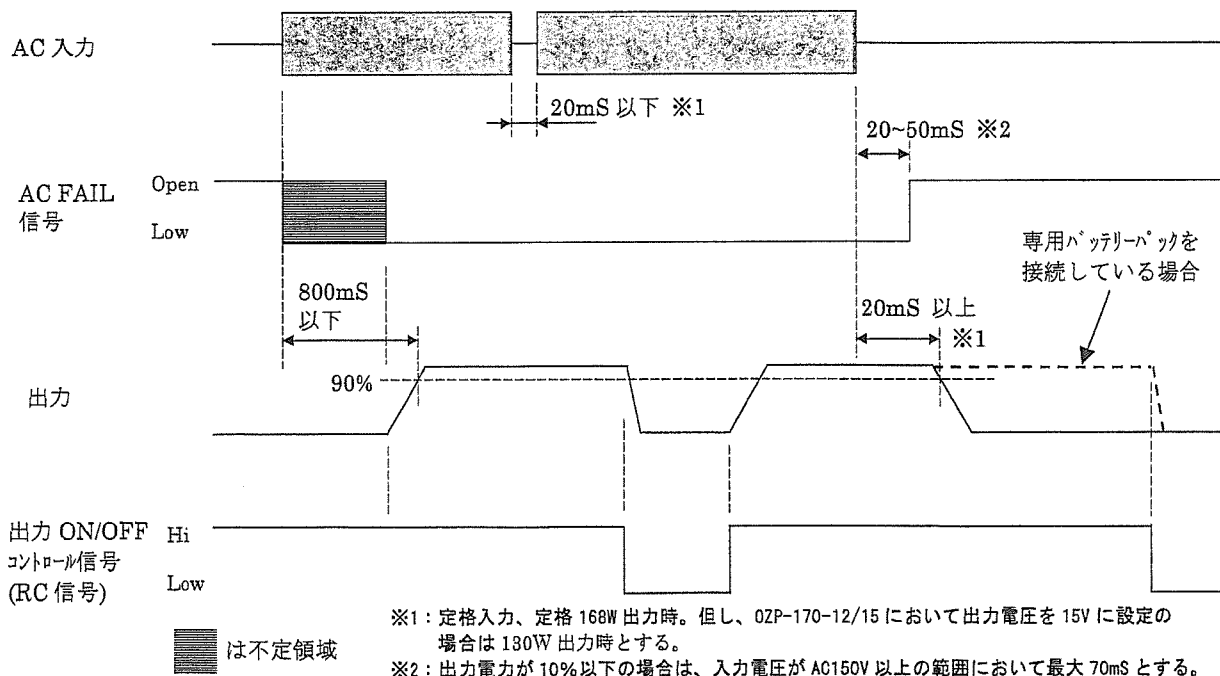 AC 入力
20mS 以下 ※1
20~50mS ※2
AC FAIL
信号
Open
Low
専用ﾊﾞｯﾃﾘｰﾊﾟｯｸを
接続している場合
800mS
以下
20mS 以上
※1
90%
出力
出力 ON/OFF
ｺﾝﾄﾛｰﾙ信号
(RC 信号)
Hi
Low
は不定領域
※1：定格入力、定格 168W 出力時。但し、OZP-170-12/15 において出力電圧を 15V に設定の
場合は 130W 出力時とする。
※2：出力電力が 10%以下の場合は、入力電圧が AC150V 以上の範囲において最大 70mS とする。